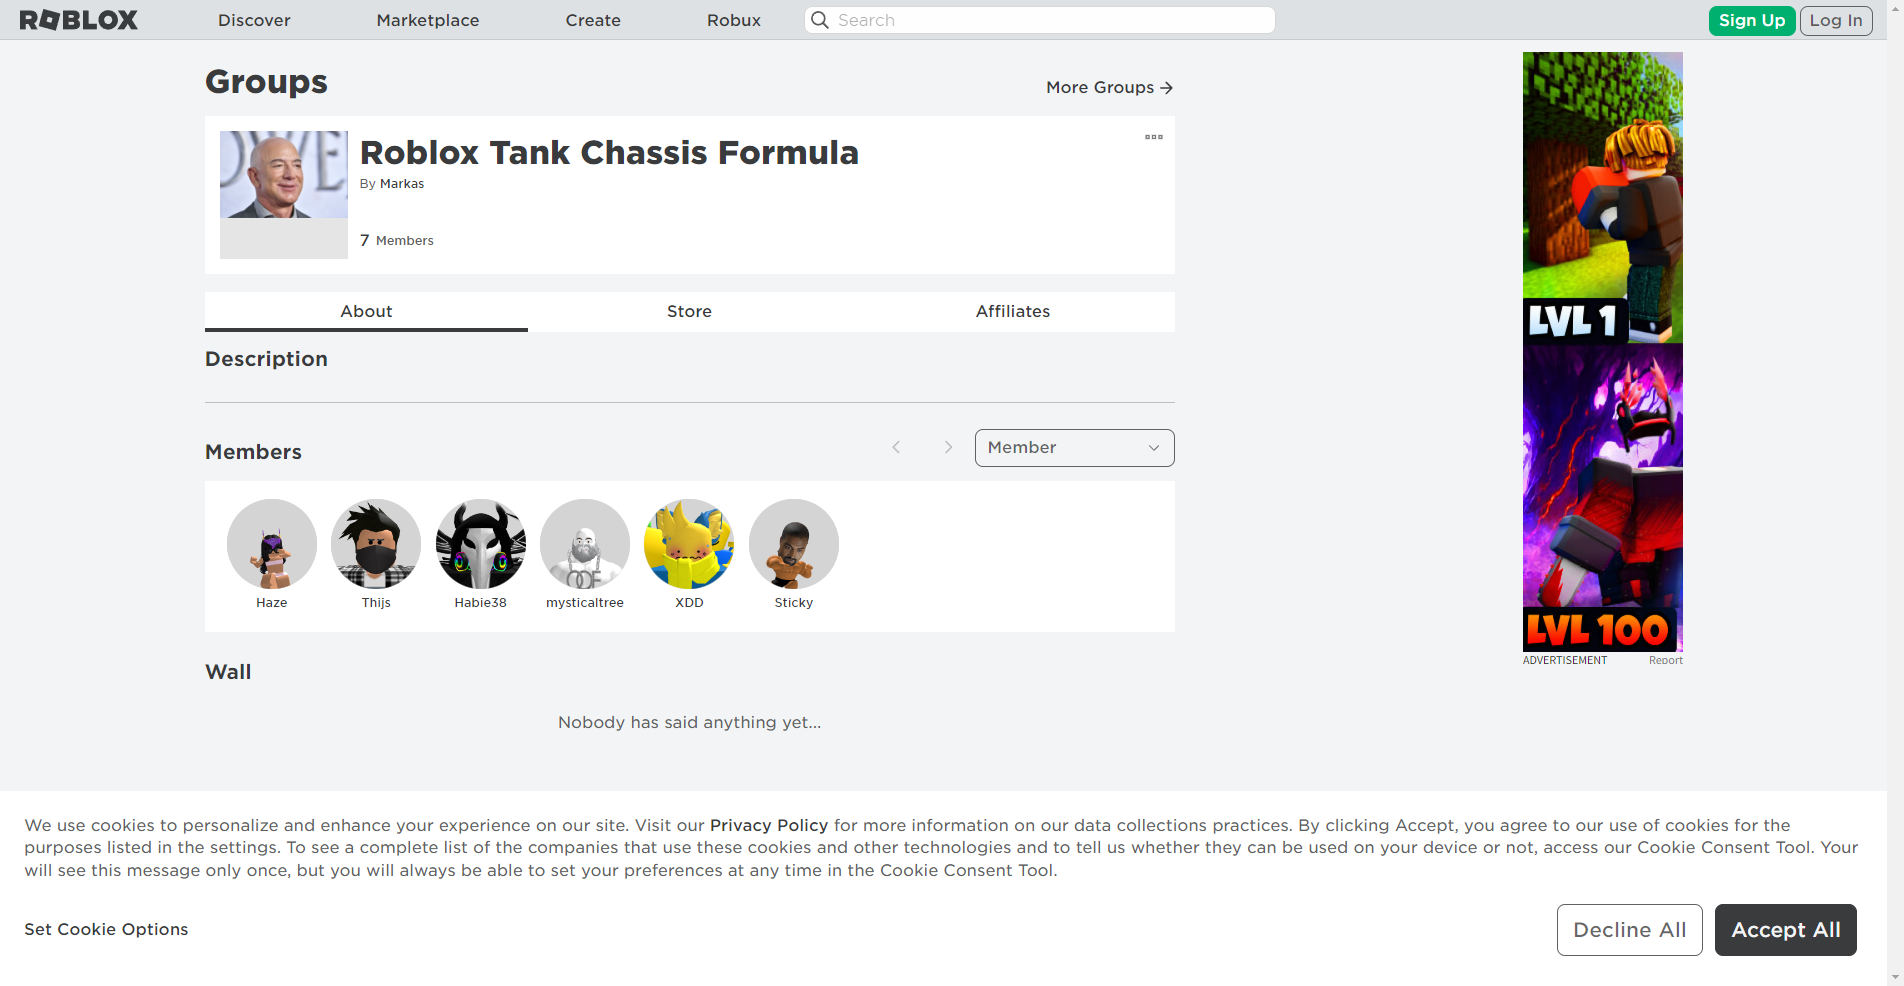 ROBLOX Discover Marketplace Create Robux Search Sign Up Log In
Groups
More Groups
OWE
Roblox Tank Chassis Formula
By Markas
7 Members
About Store Affiliates
Description
Members
Member
Haze Thijs Habie38 mysticaltree XDD Sticky
Wall
Nobody has said anything yet...
LVL 1
LVL 100
ADVERTISEMENT Report
We use cookies to personalize and enhance your experience on our site. Visit our Privacy Policy for more information on our data collections practices. By clicking Accept, you agree to our use of cookies for the
purposes listed in the settings. To see a complete list of the companies that use these cookies and other technologies and to tell us whether they can be used on your device or not, access our Cookie Consent Tool. Your
will see this message only once, but you will always be able to set your preferences at any time in the Cookie Consent Tool.
Set Cookie Options
Decline All Accept All